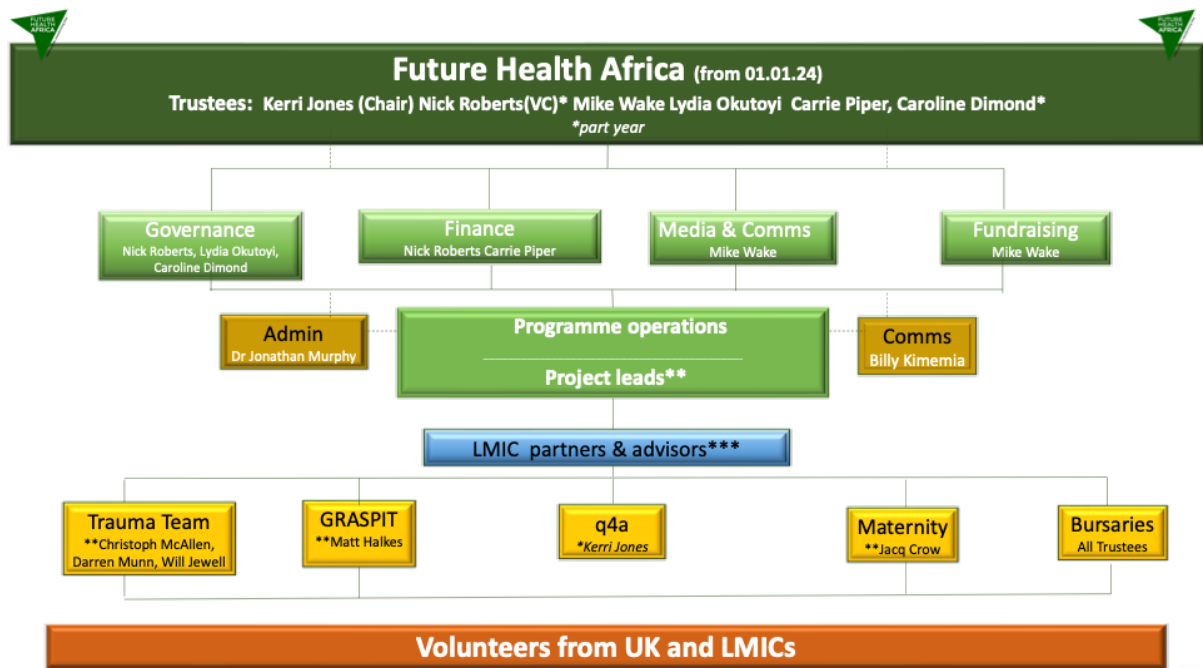 FUTURE
HEALTH
AFRICA
FUTURE
HEALTH
AFRICA
Future Health Africa (from 01.01.24)
Trustees: Kerri Jones (Chair) Nick Roberts(VC)* Mike Wake Lydia Okutoyi Carrie Piper, Caroline Dimond*
*part year
Governance
Nick Roberts, Lydia Okutoyi,
Caroline Dimond
Finance
Nick Roberts Carrie Piper
Media & Comms
Mike Wake
Fundraising
Mike Wake
Admin
Dr Jonathan Murphy
Programme operations
Project leads**
Comms
Billy Kimemia
LMIC partners & advisors***
Trauma Team
**Christoph McAllen,
Darren Munn, Will Jewell
GRASPIT
**Matt Halkes
q4a
*Kerri Jones
Maternity
**Jacq Crow
Bursaries
All Trustees
Volunteers from UK and LMICs